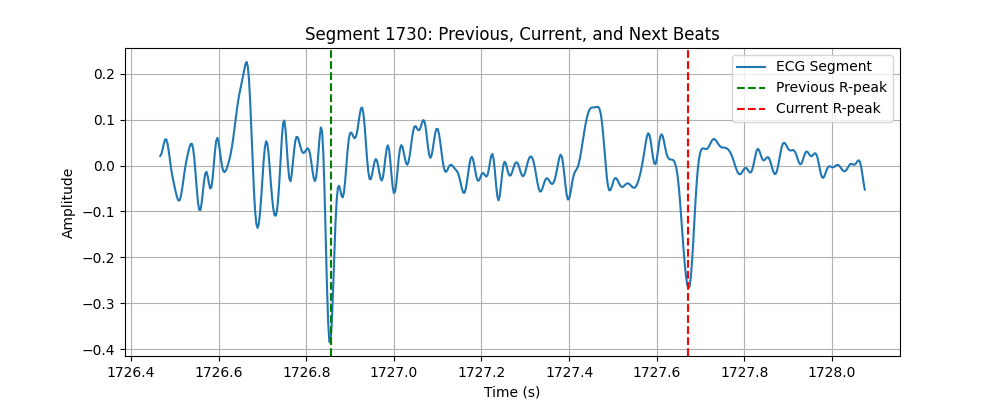 Segment 1730: Previous, Current, and Next Beats
ECG Segment
Previous R-peak
Current R-peak
Amplitude
0.2
0.1
0.0
−0.1
−0.2
−0.3
−0.4
1726.4 1726.6 1726.8 1727.0 1727.2 1727.4 1727.6 1727.8 1728.0
Time (s)